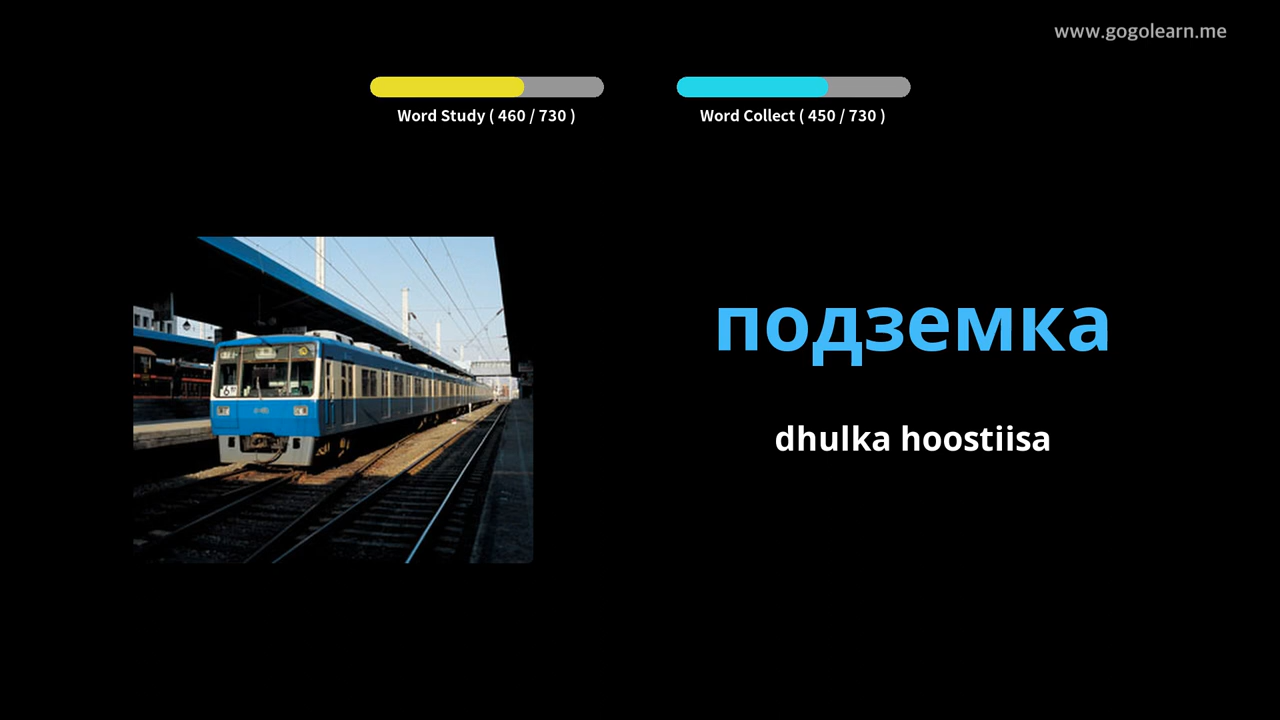 www.gogolearn.me
Word Study ( 460 / 730 )
Word Collect ( 450 / 730 )
подземка
dhulka hoostiisa